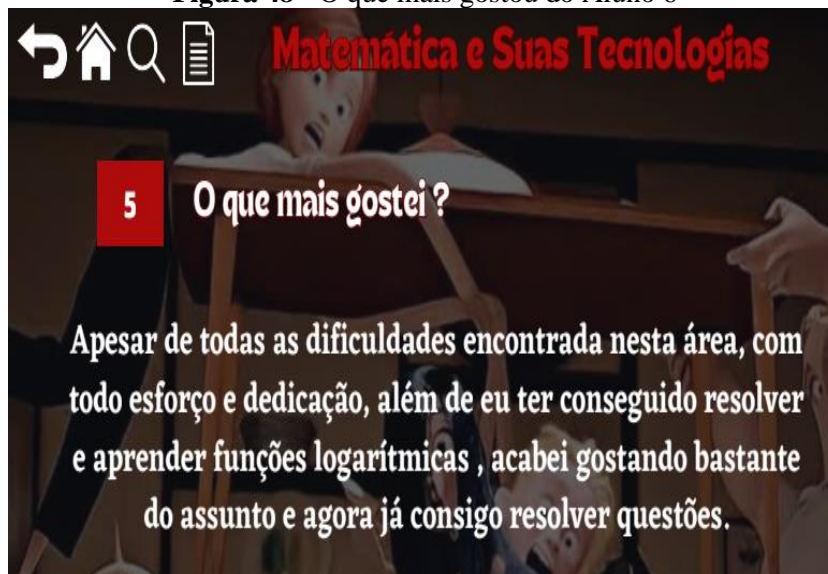 Matemática e Suas Tecnologias
5
O que mais gostei ?
Apesar de todas as dificuldades encontrada nesta área, com
todo esforço e dedicação, além de eu ter conseguido resolver
e aprender funções logarítmicas , acabei gostando bastante
do assunto e agora já consigo resolver questões.